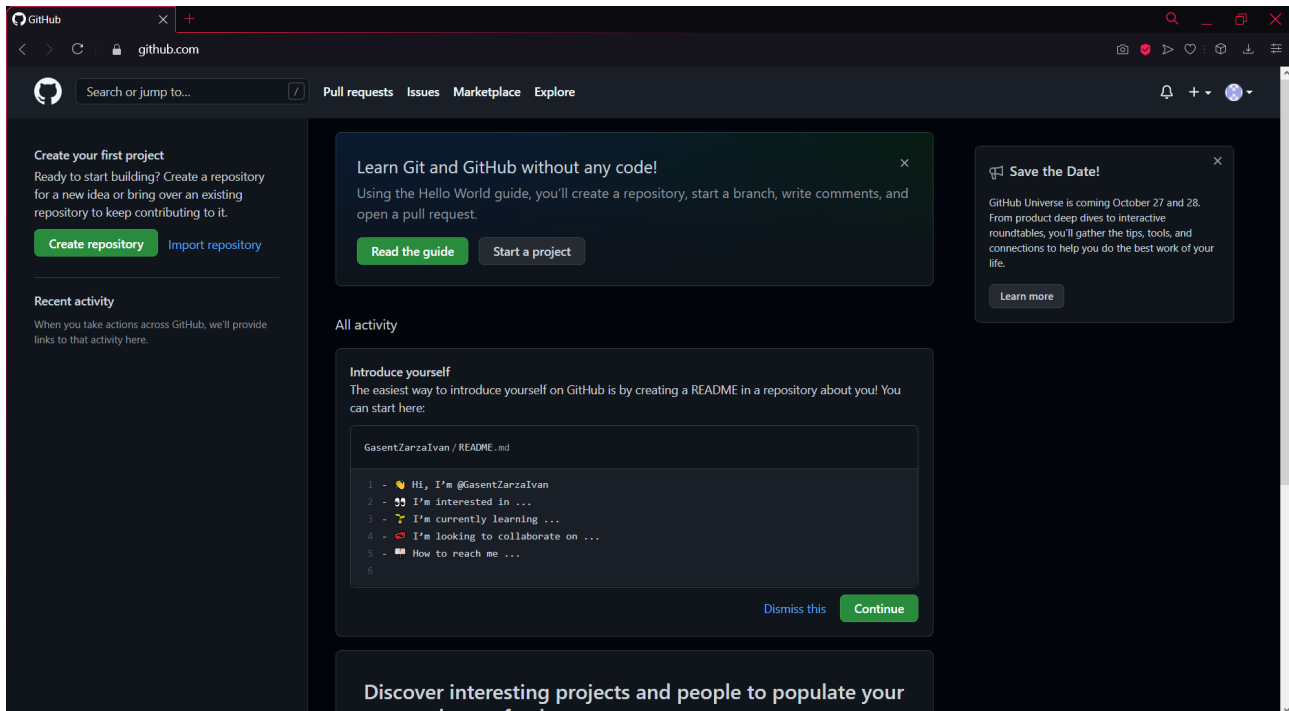 GitHub
github.com
Search or jump to...
/
Pull requests Issues Marketplace Explore
Create your first project
Ready to start building? Create a repository
for a new idea or bring over an existing
repository to keep contributing to it.
Create repository Import repository
Recent activity
When you take actions across GitHub, we'll provide
links to that activity here.
Learn Git and GitHub without any code!
Using the Hello World guide, you'll create a repository, start a branch, write comments, and
open a pull request.
Read the guide Start a project
All activity
Introduce yourself
The easiest way to introduce yourself on GitHub is by creating a README in a repository about you! You
can start here:
GasentZarzaIvan/README.md
1 - 👋 Hi, I'm @GasentZarzaIvan
2 - 👀 I'm interested in ...
3 - 🌱 I'm currently learning ...
4 - 💞️ I'm looking to collaborate on ...
5 - 📫 How to reach me ...
6
Dismiss this Continue
Discover interesting projects and people to populate your
Save the Date!
GitHub Universe is coming October 27 and 28.
From product deep dives to interactive
roundtables, you'll gather the tips, tools, and
connections to help you do the best work of your
life.
Learn more